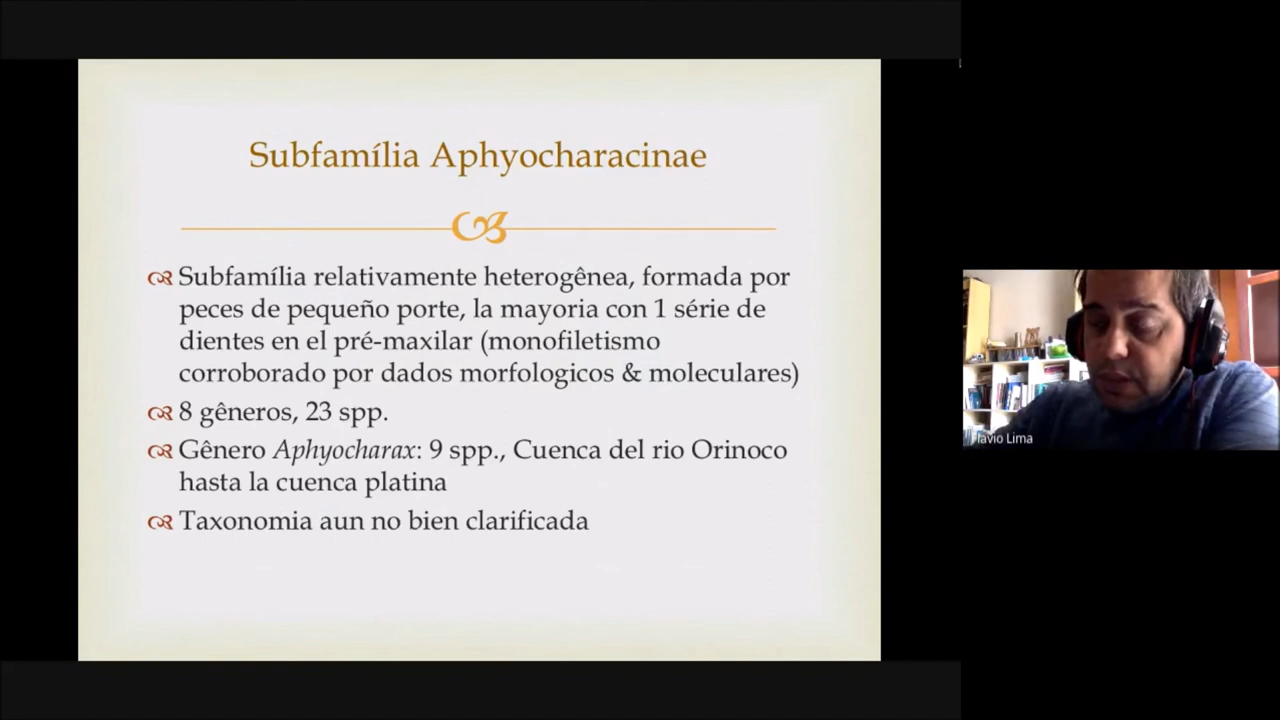 Subfamília Aphyocharacinae
Subfamília relativamente heterogênea, formada por
peces de pequeño porte, la mayoria con 1 série de
dientes en el pré-maxilar (monofiletismo
corroborado por dados morfologicos & moleculares)
8 gêneros, 23 spp.
Gênero Aphyocharax: 9 spp., Cuenca del rio Orinoco
hasta la cuenca platina
Taxonomia aun no bien clarificada
lavio Lima